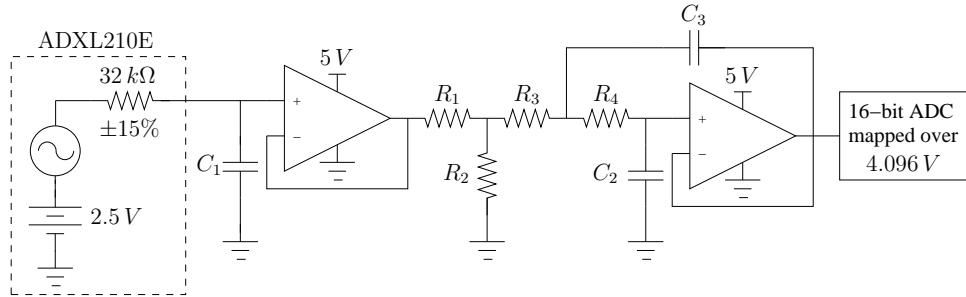 ADXL210E
32 kΩ
±15%
2.5 V
C₁
+
−
5 V
R₁
R₂
R₃
R₄
C₂
C₃
+
−
5 V
16–bit ADC
mapped over
4.096 V